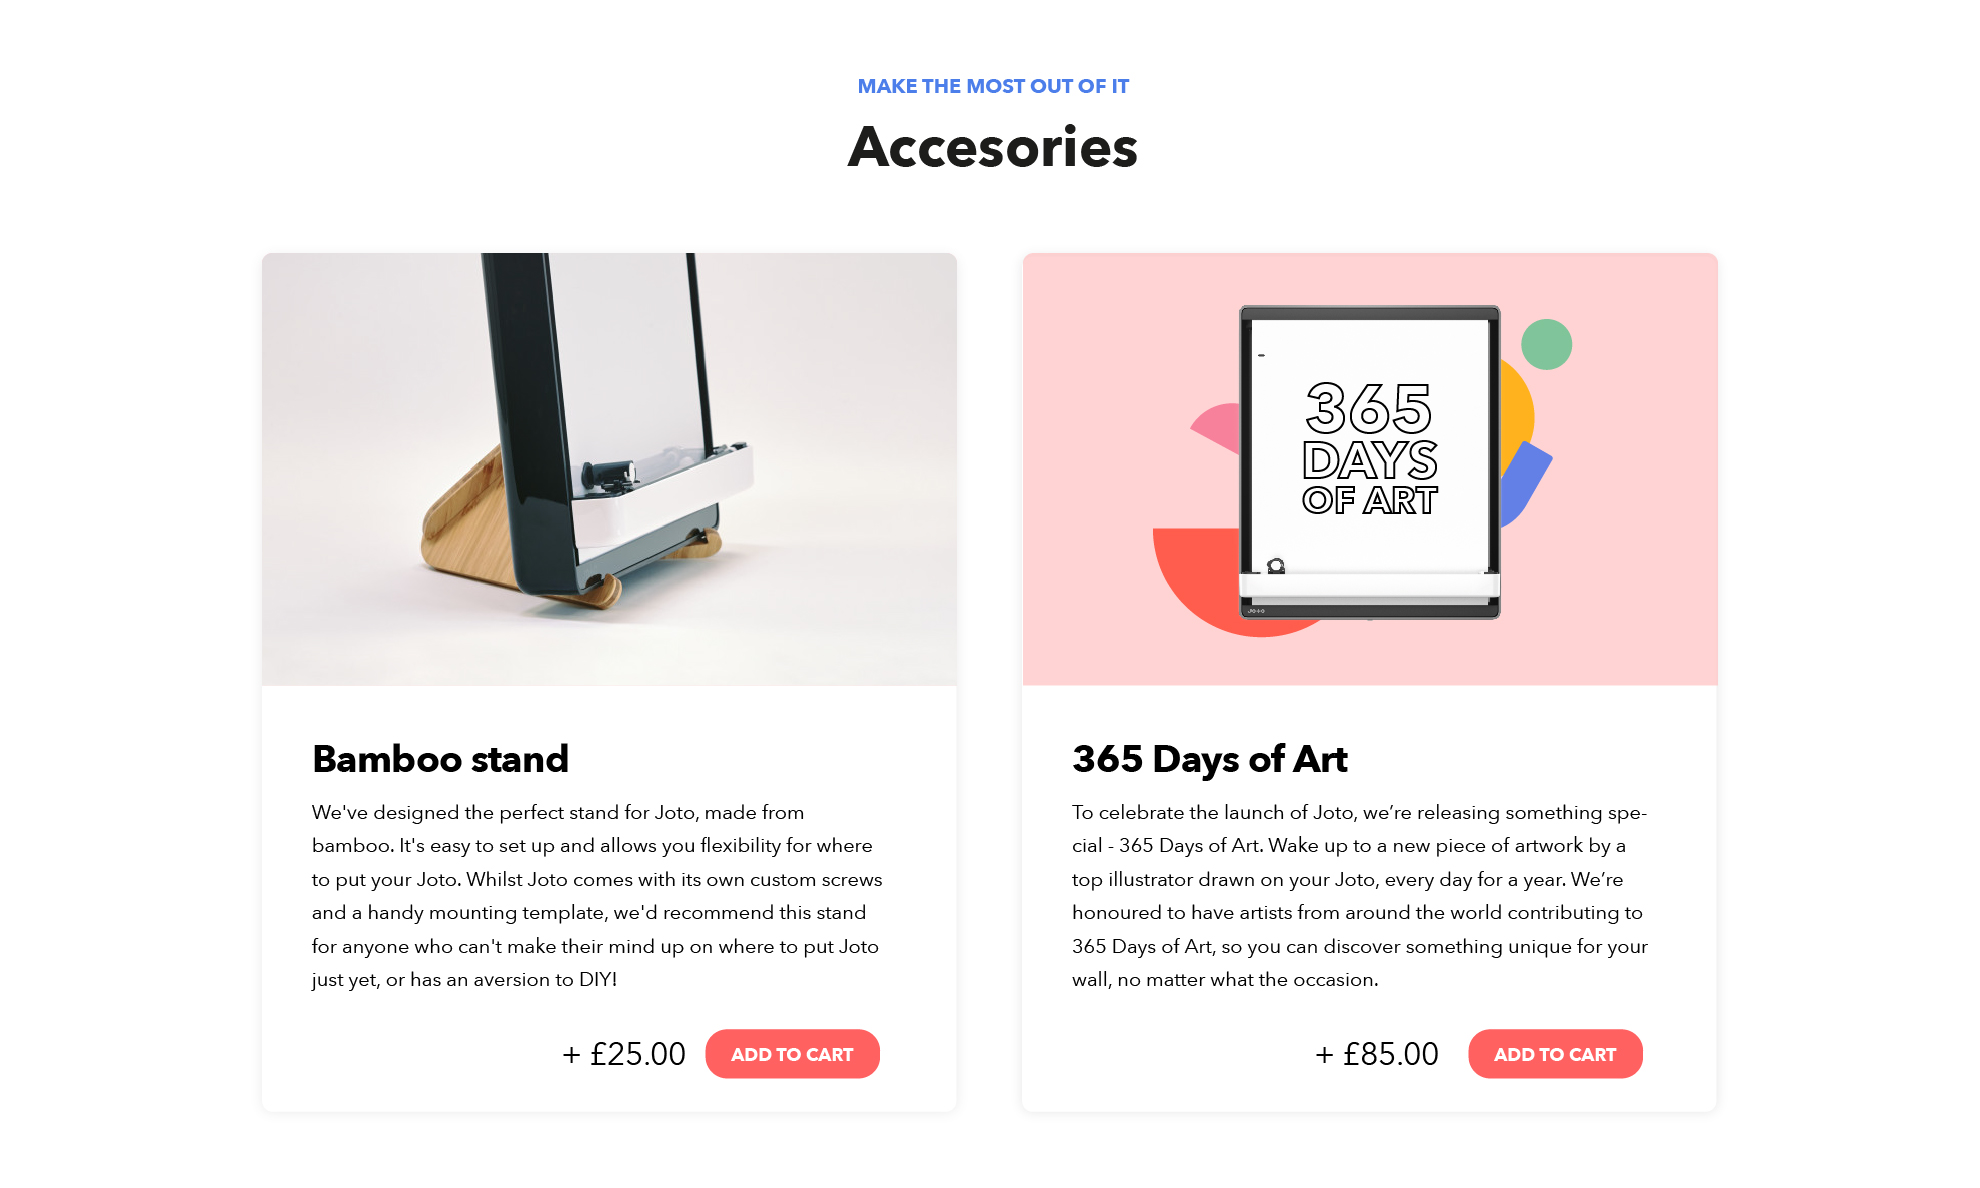 MAKE THE MOST OUT OF IT
Accesories
365
DAYS
OF ART
Joto
Bamboo stand
We've designed the perfect stand for Joto, made from
bamboo. It's easy to set up and allows you flexibility for where
to put your Joto. Whilst Joto comes with its own custom screws
and a handy mounting template, we'd recommend this stand
for anyone who can't make their mind up on where to put Joto
just yet, or has an aversion to DIY!
+ £25.00
ADD TO CART
365 Days of Art
To celebrate the launch of Joto, we’re releasing something spe-
cial - 365 Days of Art. Wake up to a new piece of artwork by a
top illustrator drawn on your Joto, every day for a year. We’re
honoured to have artists from around the world contributing to
365 Days of Art, so you can discover something unique for your
wall, no matter what the occasion.
+ £85.00
ADD TO CART